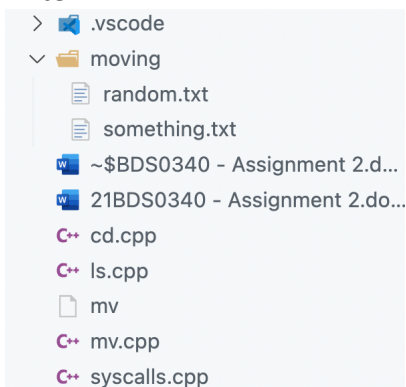 .vscode
moving
random.txt
something.txt
~$BDS0340 - Assignment 2.d...
21BDS0340 - Assignment 2.do...
cd.cpp
ls.cpp
mv
mv.cpp
syscalls.cpp